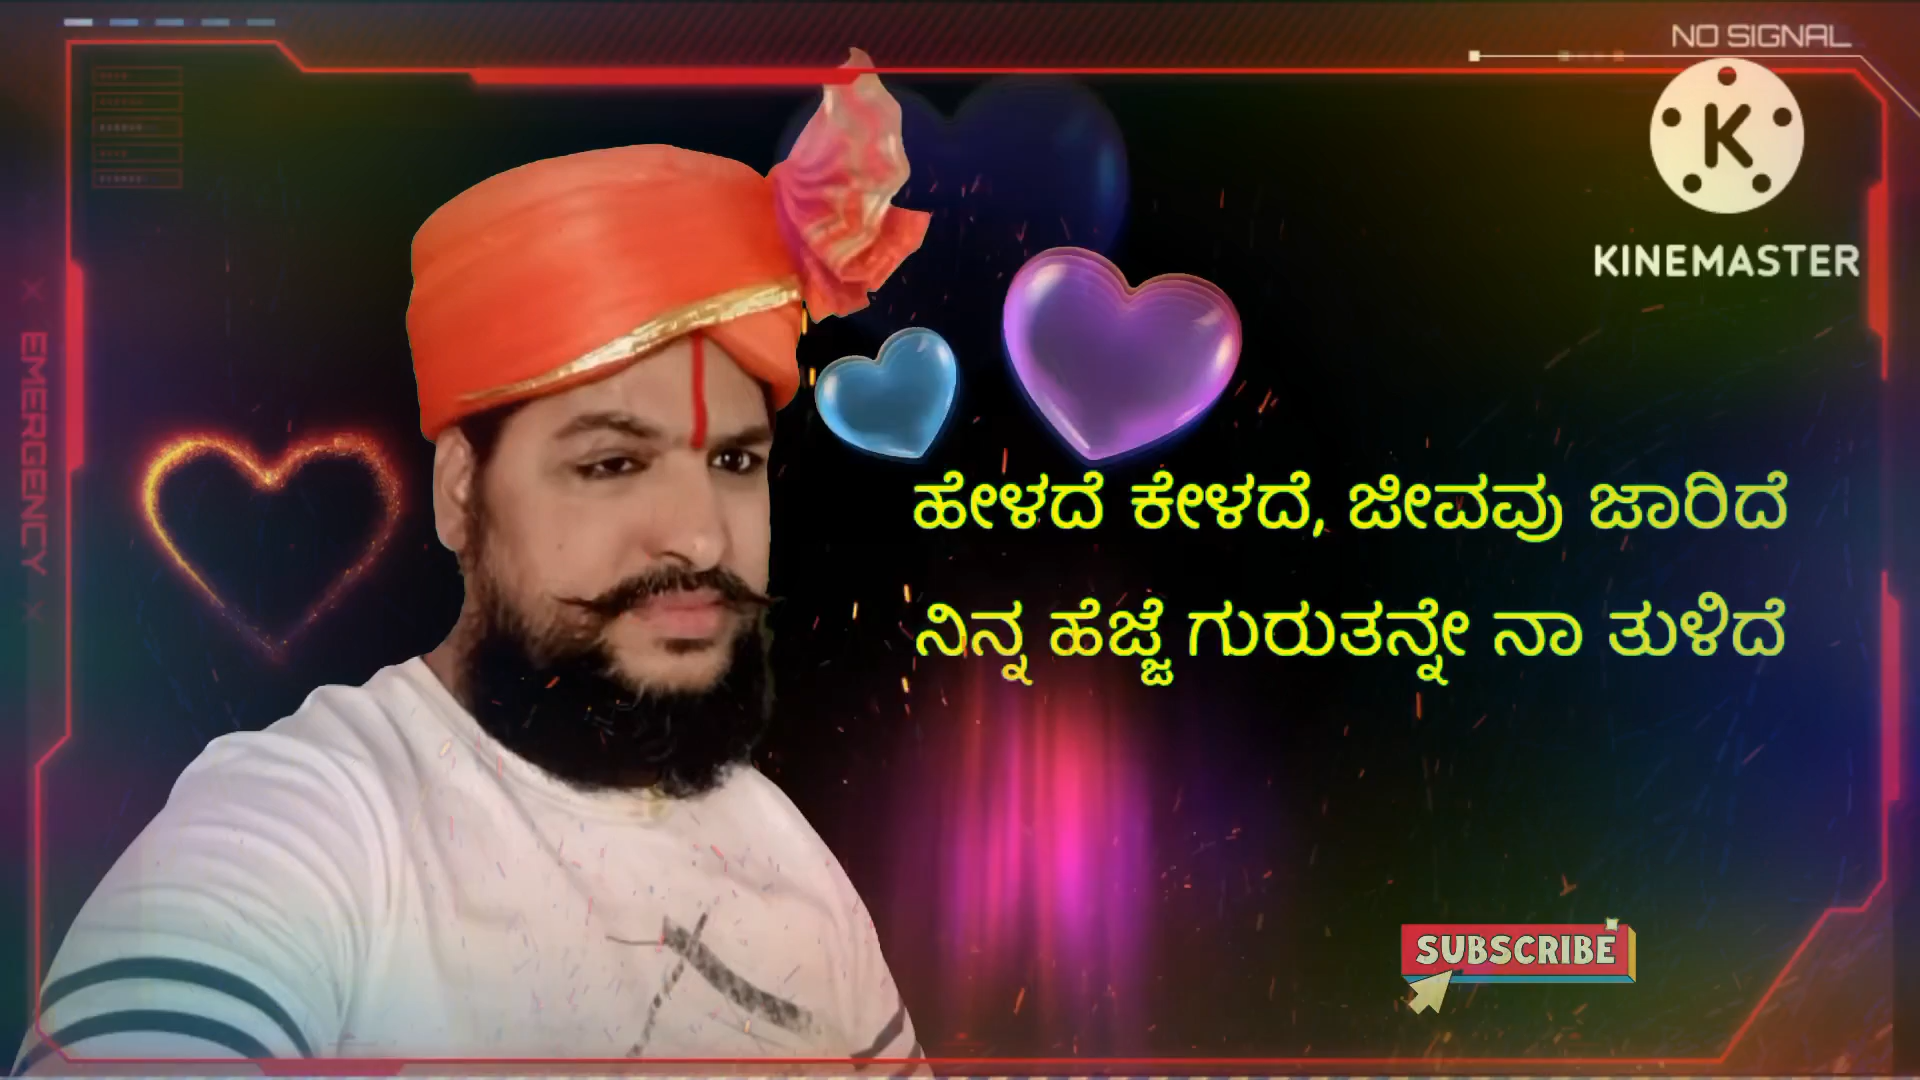 NO SIGNAL
KINEMASTER
EMERGENCY
ಹೇಳದೆ ಕೇಳದೆ, ಜೀವವು ಜಾರಿದೆ
ನಿನ್ನ ಹೆಜ್ಜೆ ಗುರುತನ್ನೇ ನಾ ತುಳಿದೆ
SUBSCRIBE